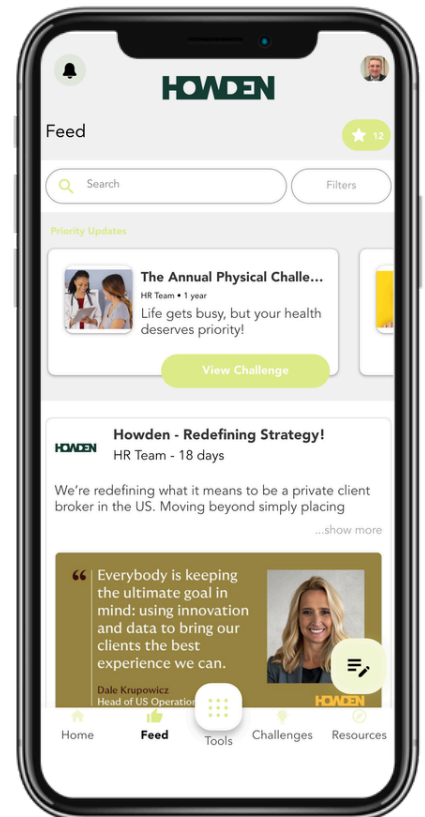 HOWDEN
Feed
12
Search
Filters
Priority Updates
The Annual Physical Challe...
HR Team • 1 year
Life gets busy, but your health
deserves priority!
View Challenge
HOWDEN
Howden - Redefining Strategy!
HR Team - 18 days
We're redefining what it means to be a private client
broker in the US. Moving beyond simply placing
...show more
“ Everybody is keeping
the ultimate goal in
mind: using innovation
and data to bring our
clients the best
experience we can.
Dale Krupowicz
Head of US Operation
HOWDEN
Home
Feed
Tools
Challenges
Resources